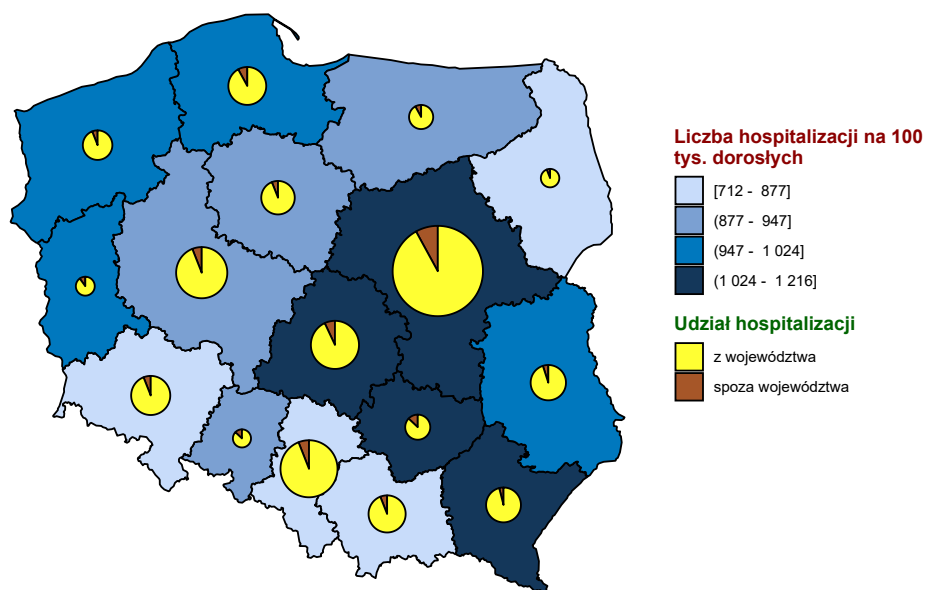 Liczba hospitalizacji na 100
tys. dorosłych
[712 - 877]
(877 - 947]
(947 - 1 024]
(1 024 - 1 216]
Udział hospitalizacji
z województwa
spoza województwa